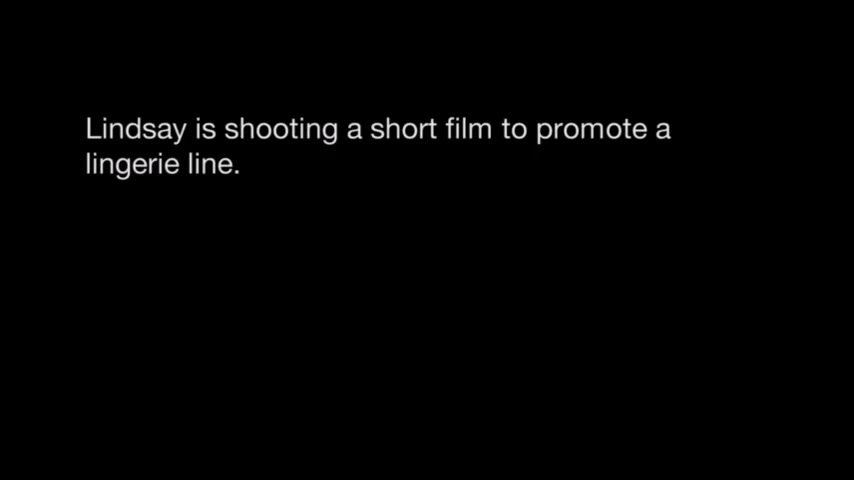 Lindsay is shooting a short film to promote a
lingerie line.